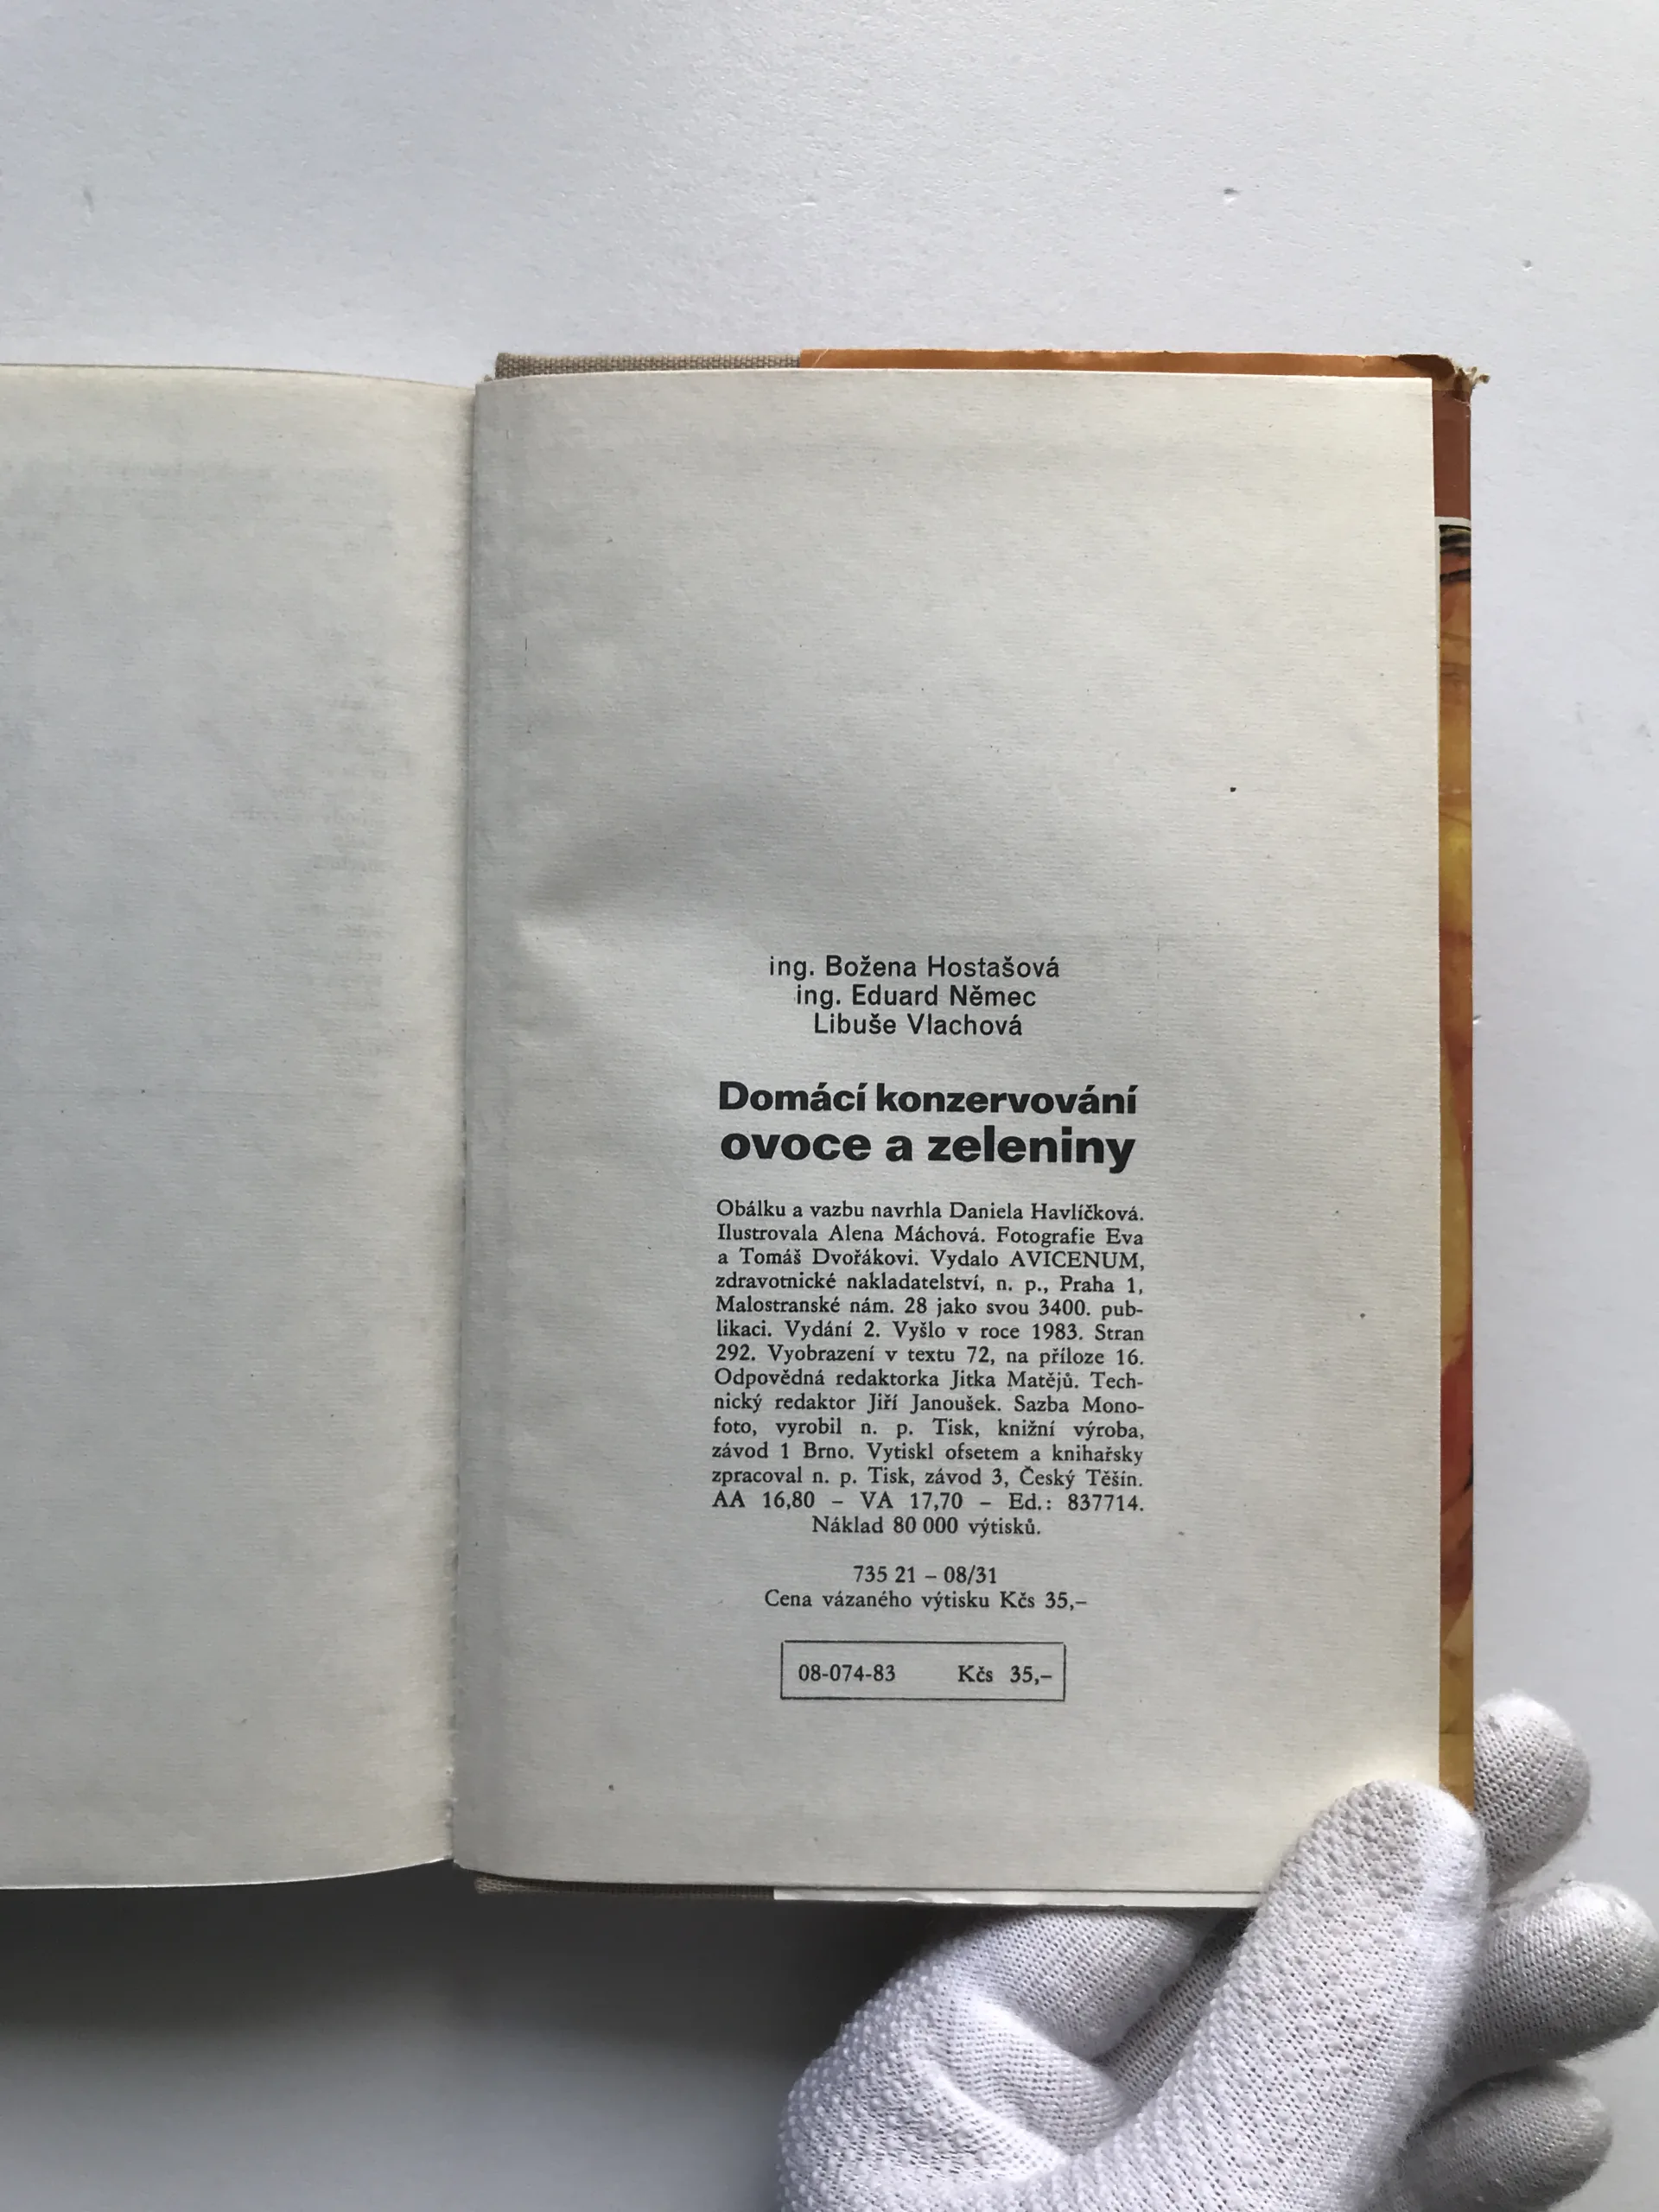 ing. Božena Hostašová
ing. Eduard Němec
Libuše Vlachová
Domácí konzervování
ovoce a zeleniny
Obálku a vazbu navrhla Daniela Havlíčková.
Ilustrovala Alena Máchová. Fotografie Eva
a Tomáš Dvořákovi. Vydalo AVICENUM,
zdravotnické nakladatelství, n. p., Praha 1,
Malostranské nám. 28 jako svou 3400. pub-
likaci. Vydání 2. Vyšlo v roce 1983. Stran
292. Vyobrazení v textu 72, na příloze 16.
Odpovědná redaktorka Jitka Matějů. Tech-
nický redaktor Jiří Janoušek. Sazba Mono-
foto, vyrobil n. p. Tisk, knižní výroba,
závod 1 Brno. Vytiskl ofsetem a knihařsky
zpracoval n. p. Tisk, závod 3, Český Těšín.
AA 16,80 – VA 17,70 – Ed.: 837714.
Náklad 80 000 výtisků.
735 21 – 08/31
Cena vázaného výtisku Kčs 35,–
08-074-83 Kčs 35,–